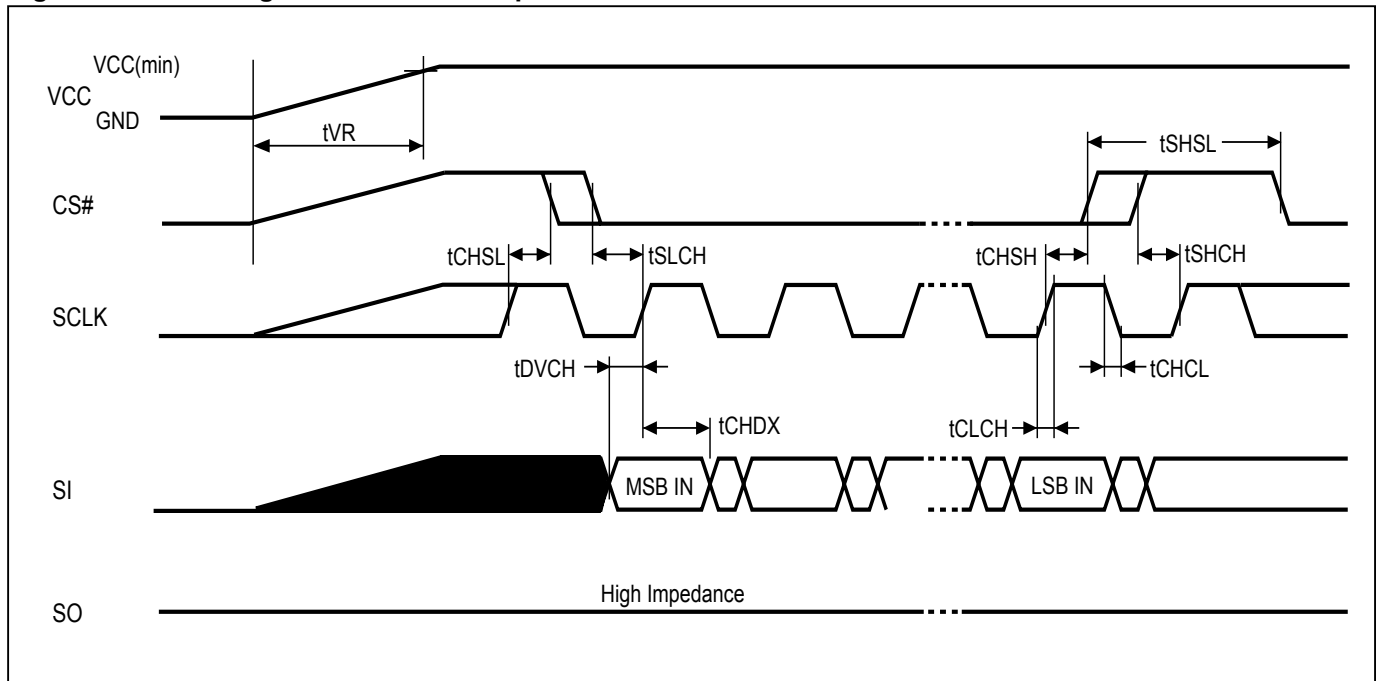 VCC(min)
VCC
GND
tVR
tSHSL
CS#
tCHSL
tSLCH
tCHSH
tSHCH
SCLK
tDVCH
tCHCL
tCHDX
tCLCH
SI
MSB IN
LSB IN
High Impedance
SO